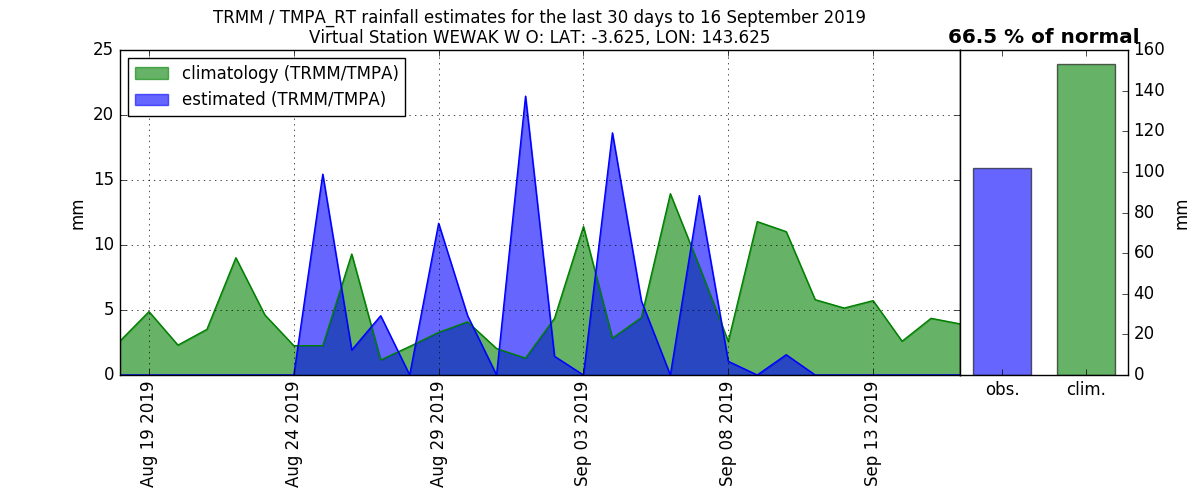 TRMM / TMPA_RT rainfall estimates for the last 30 days to 16 September 2019
Virtual Station WEWAK W O: LAT: -3.625, LON: 143.625
66.5 % of normal
climatology (TRMM/TMPA)
estimated (TRMM/TMPA)
mm
25
20
15
10
5
0
Aug 19 2019
Aug 24 2019
Aug 29 2019
Sep 03 2019
Sep 08 2019
Sep 13 2019
160
140
120
100
80
60
40
20
0
mm
obs.
clim.